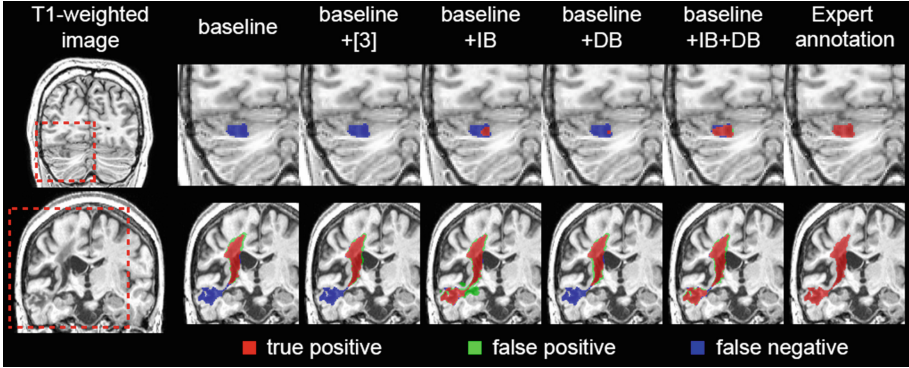 T1-weighted
image
baseline
baseline
+[3]
baseline
+IB
baseline
+DB
baseline
+IB+DB
Expert
annotation
true positive
false positive
false negative